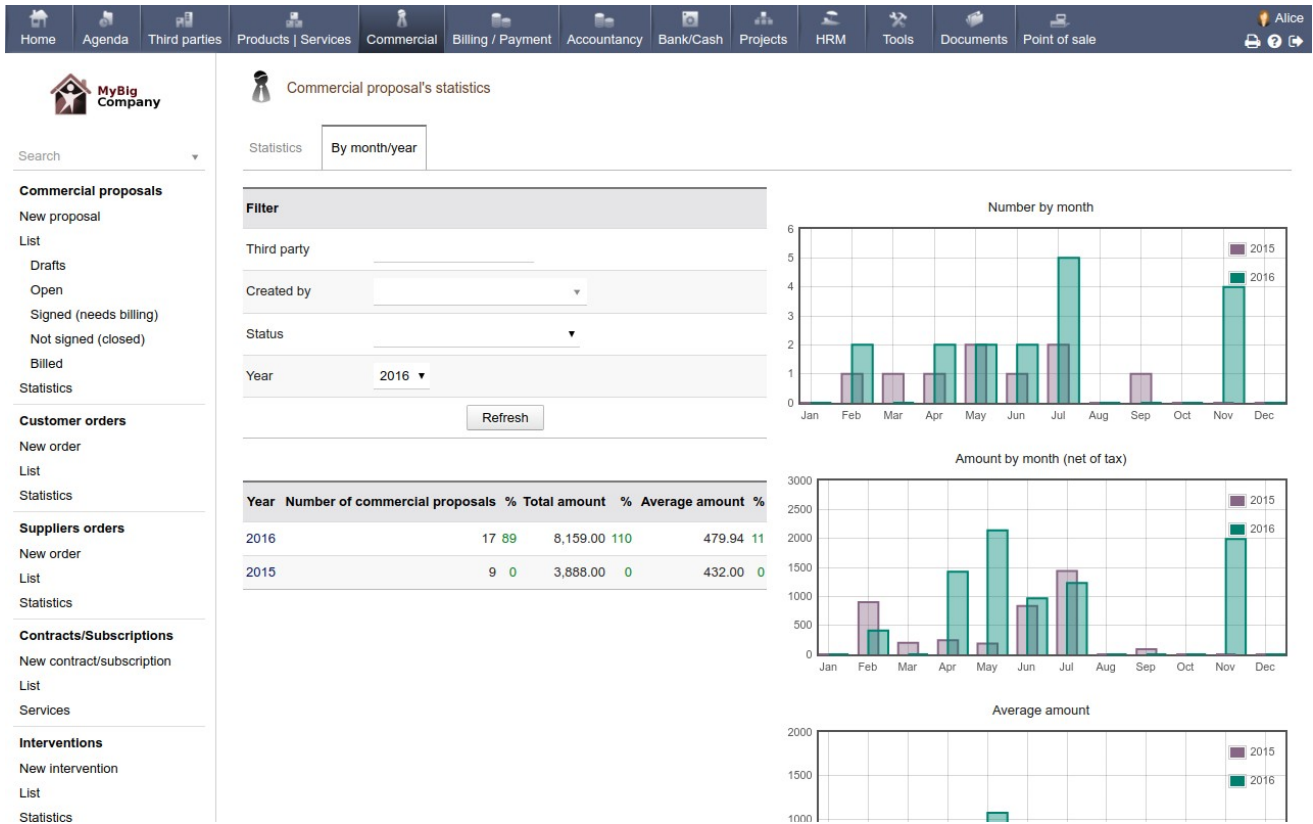 Home Agenda Third parties Products | Services Commercial Billing / Payment Accountancy Bank/Cash Projects HRM Tools Documents Point of sale Alice
MyBig
Company
Search
Commercial proposals
New proposal
List
Drafts
Open
Signed (needs billing)
Not signed (closed)
Billed
Statistics
Customer orders
New order
List
Statistics
Suppliers orders
New order
List
Statistics
Contracts/Subscriptions
New contract/subscription
List
Services
Interventions
New intervention
List
Statistics
Commercial proposal's statistics
Statistics By month/year
Filter
Third party
Created by
Status
Year 2016
Refresh
Year Number of commercial proposals % Total amount % Average amount %
2016 17 89 8,159.00 110 479.94 11
2015 9 0 3,888.00 0 432.00 0
Number by month
6
5
4
3
2
1
0
Jan Feb Mar Apr May Jun Jul Aug Sep Oct Nov Dec
2015
2016
Amount by month (net of tax)
3000
2500
2000
1500
1000
500
0
Jan Feb Mar Apr May Jun Jul Aug Sep Oct Nov Dec
2015
2016
Average amount
2000
1500
1000
2015
2016